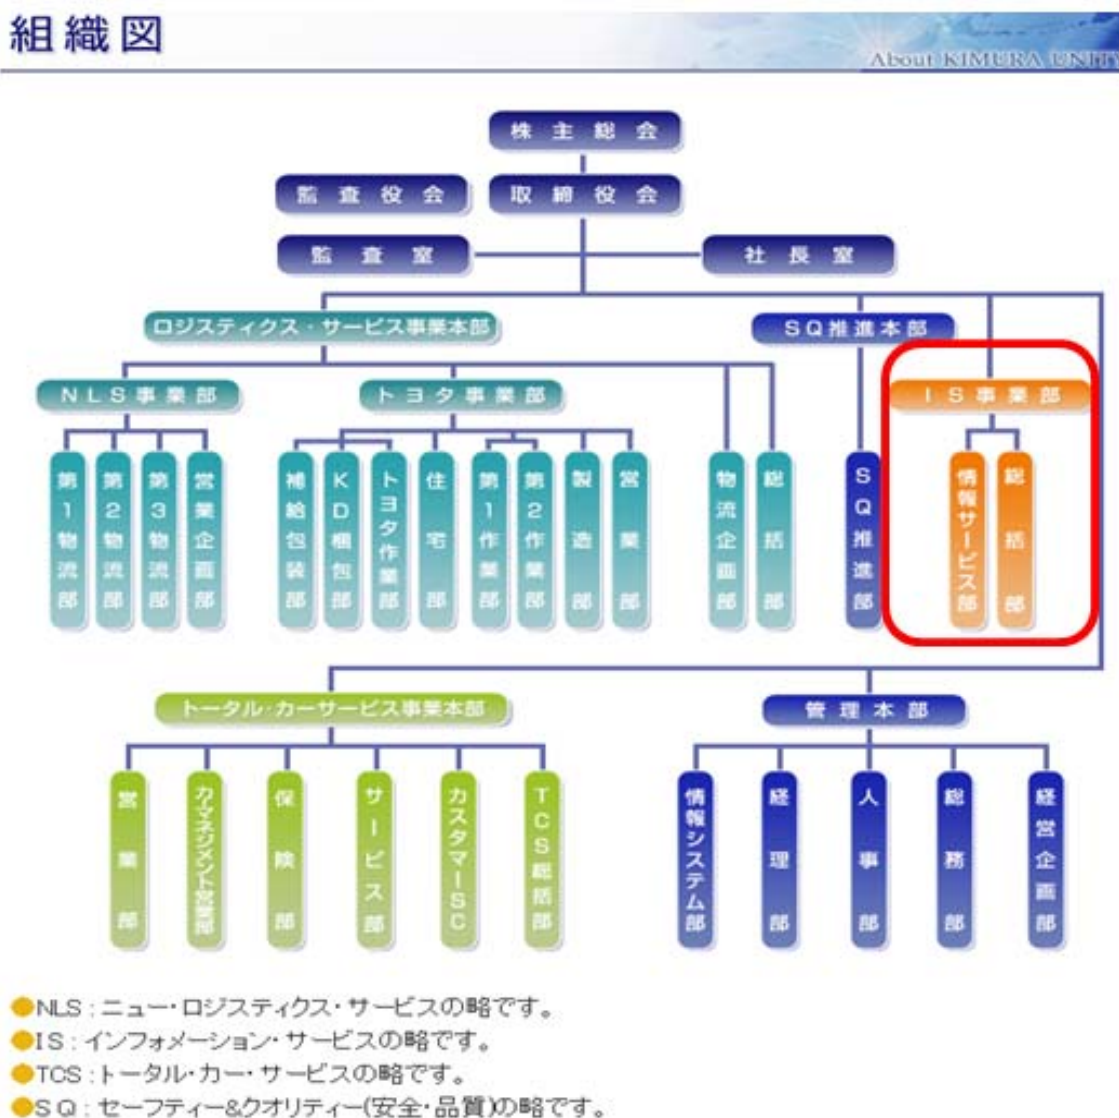 組織図
About KIMURA UNITY
株主総会
監査役会
取締役会
監査室
社長室
ロジスティクス・サービス事業本部
SQ推進本部
NLS事業部
トヨタ事業部
IS事業部
第1物流部
第2物流部
第3物流部
営業企画部
補給包装部
KD梱包部
トヨタ作業部
住宅部
第1作業部
第2作業部
製造部
営業部
物流企画部
総括部
SQ推進部
情報サービス部
総括部
トータル・カーサービス事業本部
管理本部
営業部
カーマネジメント営業部
保険部
サービス部
カスタマーSC
TCS総括部
情報システム部
経理部
人事部
総務部
経営企画部
●NLS:ニュー・ロジスティクス・サービスの略です。
●IS:インフォメーション・サービスの略です。
●TCS:トータル・カー・サービスの略です。
●SQ:セーフティー&クオリティー(安全・品質)の略です。